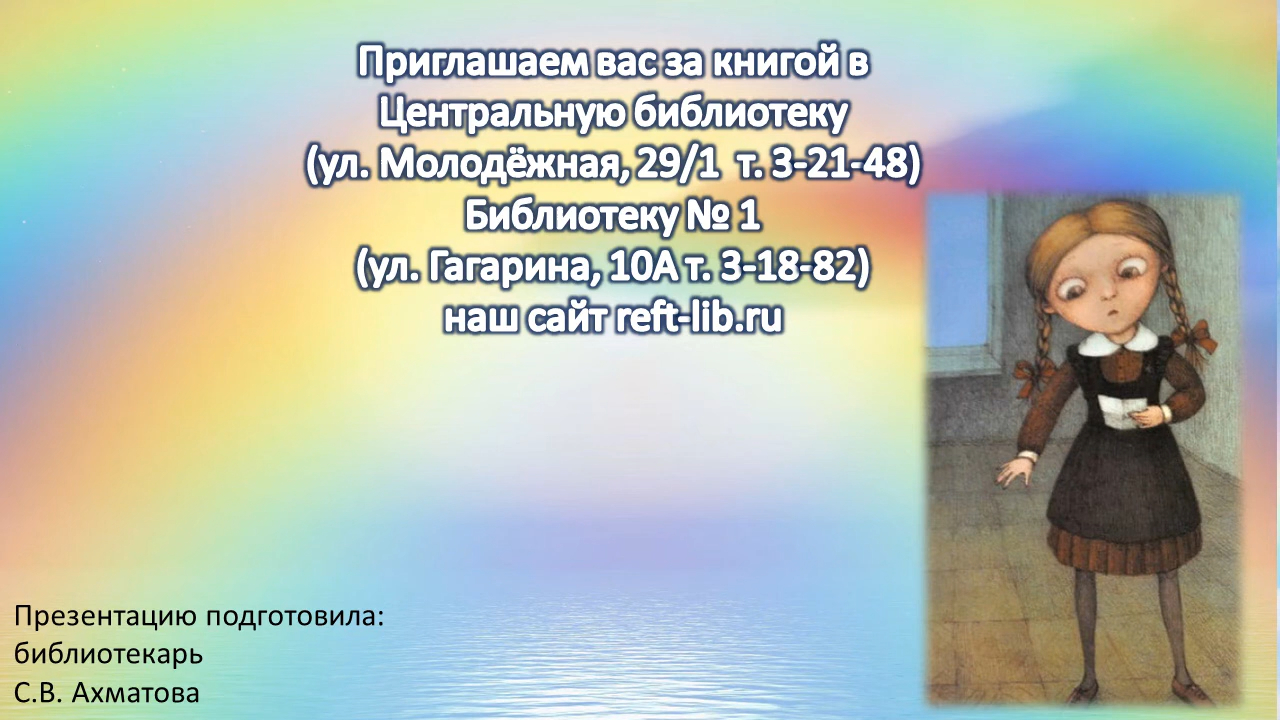 Приглашаем вас за книгой в
Центральную библиотеку
(ул. Молодёжная, 29/1  т. 3-21-48)
Библиотеку № 1
(ул. Гагарина, 10А т. 3-18-82)
наш сайт reft-lib.ru
Презентацию подготовила:
библиотекарь
С.В. Ахматова